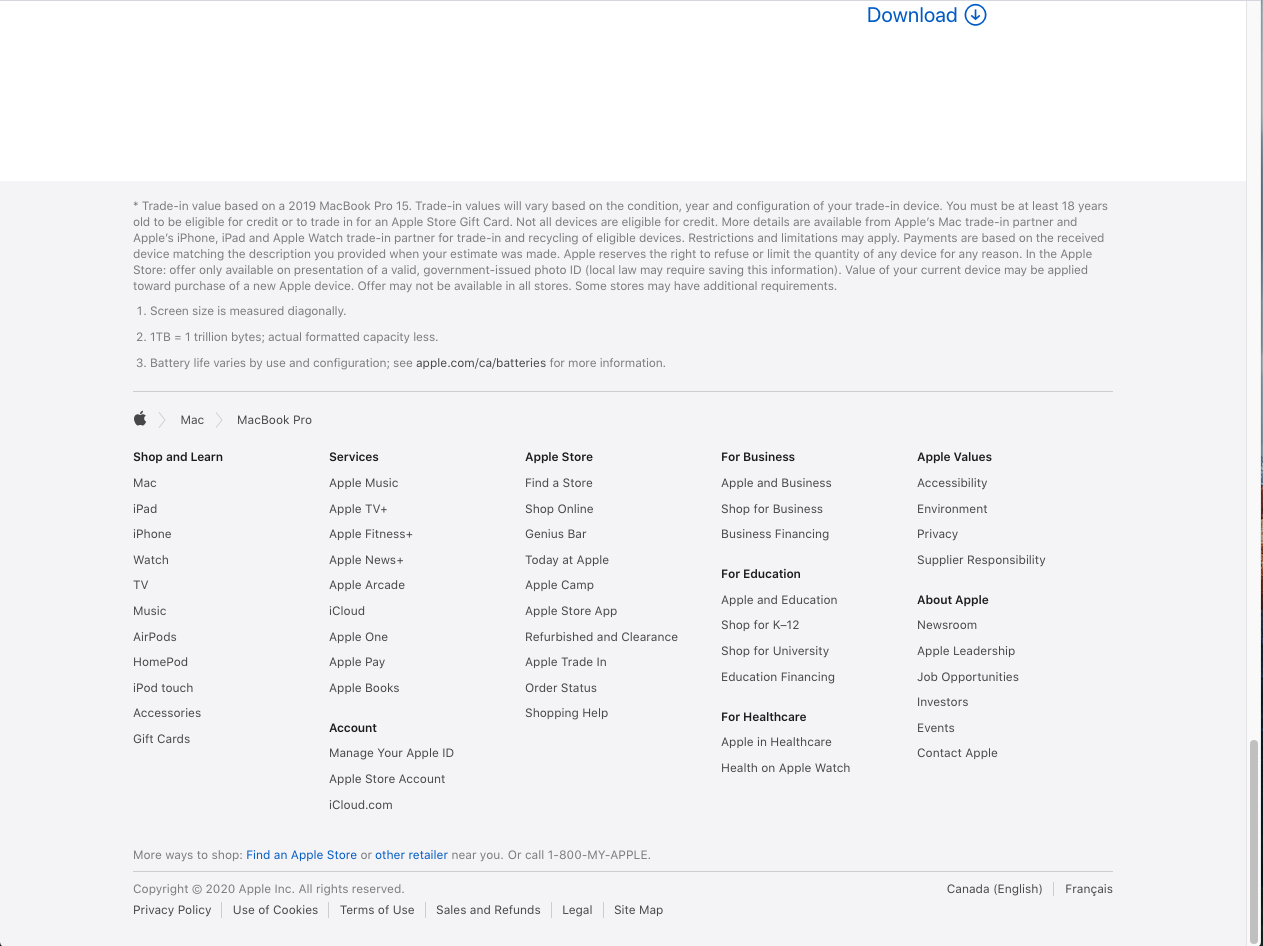 Download
* Trade-in value based on a 2019 MacBook Pro 15. Trade-in values will vary based on the condition, year and configuration of your trade-in device. You must be at least 18 years
old to be eligible for credit or to trade in for an Apple Store Gift Card. Not all devices are eligible for credit. More details are available from Apple's Mac trade-in partner and
Apple's iPhone, iPad and Apple Watch trade-in partner for trade-in and recycling of eligible devices. Restrictions and limitations may apply. Payments are based on the received
device matching the description you provided when your estimate was made. Apple reserves the right to refuse or limit the quantity of any device for any reason. In the Apple
Store: offer only available on presentation of a valid, government-issued photo ID (local law may require saving this information). Value of your current device may be applied
toward purchase of a new Apple device. Offer may not be available in all stores. Some stores may have additional requirements.
1. Screen size is measured diagonally.
2. 1TB = 1 trillion bytes; actual formatted capacity less.
3. Battery life varies by use and configuration; see apple.com/ca/batteries for more information.
Mac MacBook Pro
Shop and Learn
Mac
iPad
iPhone
Watch
TV
Music
AirPods
HomePod
iPod touch
Accessories
Gift Cards
Services
Apple Music
Apple TV+
Apple Fitness+
Apple News+
Apple Arcade
iCloud
Apple One
Apple Pay
Apple Books
Account
Manage Your Apple ID
Apple Store Account
iCloud.com
Apple Store
Find a Store
Shop Online
Genius Bar
Today at Apple
Apple Camp
Apple Store App
Refurbished and Clearance
Apple Trade In
Order Status
Shopping Help
For Business
Apple and Business
Shop for Business
Business Financing
For Education
Apple and Education
Shop for K–12
Shop for University
Education Financing
For Healthcare
Apple in Healthcare
Health on Apple Watch
Apple Values
Accessibility
Environment
Privacy
Supplier Responsibility
About Apple
Newsroom
Apple Leadership
Job Opportunities
Investors
Events
Contact Apple
More ways to shop: Find an Apple Store or other retailer near you. Or call 1-800-MY-APPLE.
Copyright © 2020 Apple Inc. All rights reserved.
Canada (English) Français
Privacy Policy Use of Cookies Terms of Use Sales and Refunds Legal Site Map